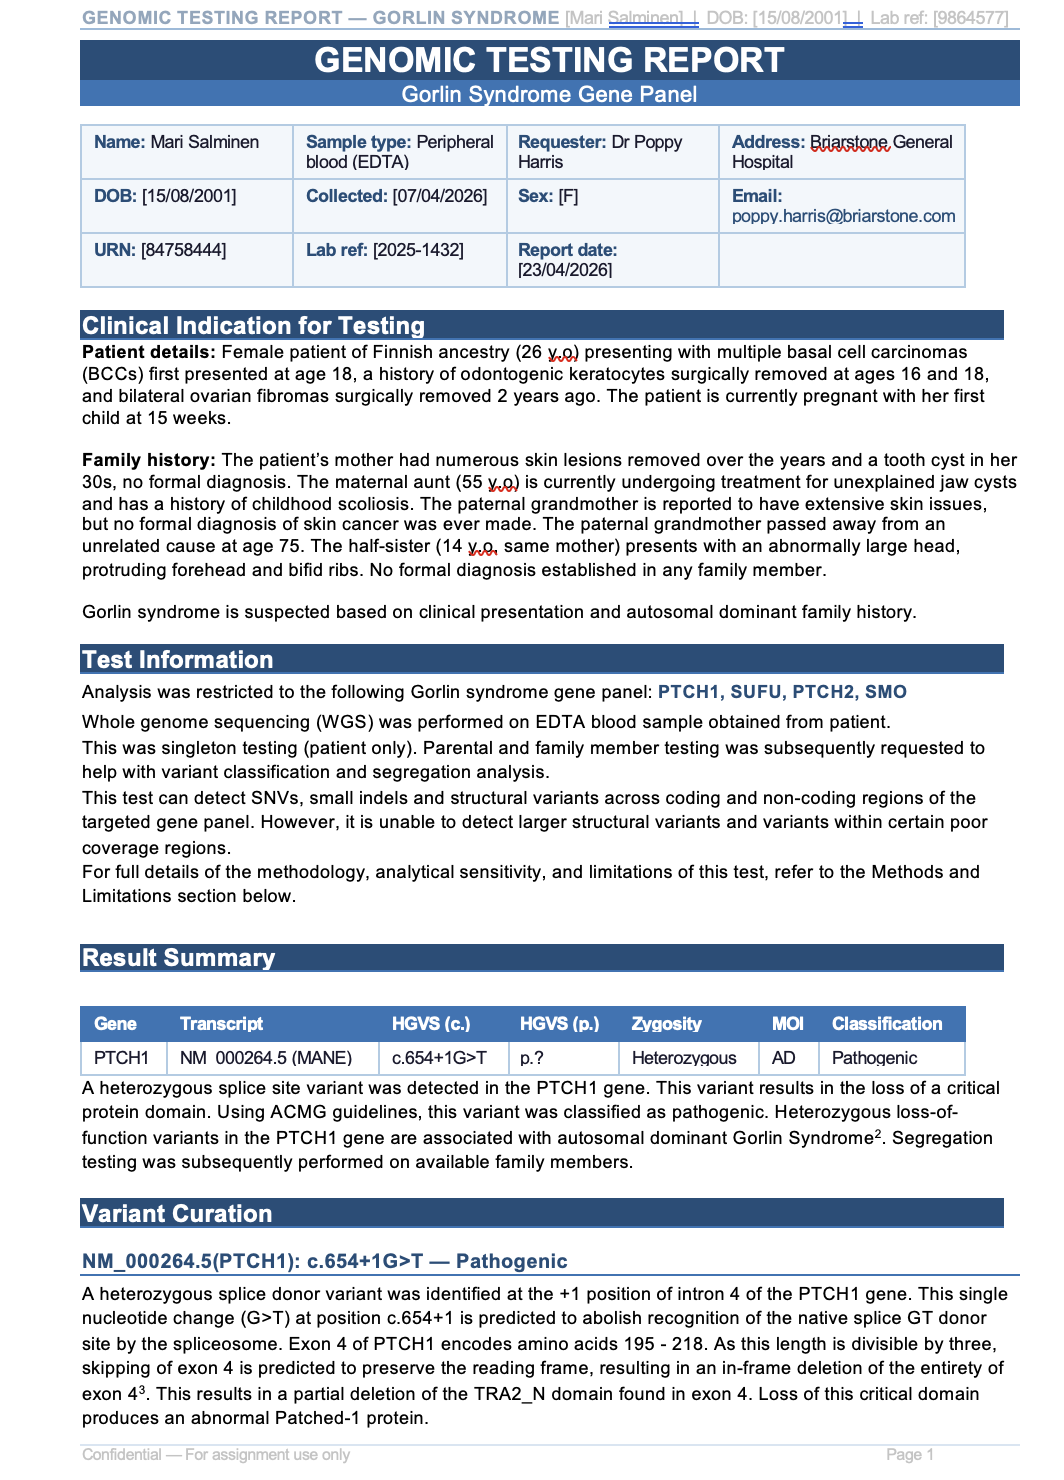 GENOMIC TESTING REPORT — GORLIN SYNDROME [Mari Salminen] | DOB: [15/08/2001] | Lab ref: [9864577]
GENOMIC TESTING REPORT
Gorlin Syndrome Gene Panel
Name: Mari Salminen
Sample type: Peripheral
blood (EDTA)
Requester: Dr Poppy
Harris
Address: Briarstone General
Hospital
DOB: [15/08/2001]
Collected: [07/04/2026]
Sex: [F]
Email:
poppy.harris@briarstone.com
URN: [84758444]
Lab ref: [2025-1432]
Report date:
[23/04/2026]
Clinical Indication for Testing
Patient details: Female patient of Finnish ancestry (26 y.o) presenting with multiple basal cell carcinomas
(BCCs) first presented at age 18, a history of odontogenic keratocytes surgically removed at ages 16 and 18,
and bilateral ovarian fibromas surgically removed 2 years ago. The patient is currently pregnant with her first
child at 15 weeks.
Family history: The patient's mother had numerous skin lesions removed over the years and a tooth cyst in her
30s, no formal diagnosis. The maternal aunt (55 y.o) is currently undergoing treatment for unexplained jaw cysts
and has a history of childhood scoliosis. The paternal grandmother is reported to have extensive skin issues,
but no formal diagnosis of skin cancer was ever made. The paternal grandmother passed away from an
unrelated cause at age 75. The half-sister (14 y.o, same mother) presents with an abnormally large head,
protruding forehead and bifid ribs. No formal diagnosis established in any family member.
Gorlin syndrome is suspected based on clinical presentation and autosomal dominant family history.
Test Information
Analysis was restricted to the following Gorlin syndrome gene panel: PTCH1, SUFU, PTCH2, SMO
Whole genome sequencing (WGS) was performed on EDTA blood sample obtained from patient.
This was singleton testing (patient only). Parental and family member testing was subsequently requested to
help with variant classification and segregation analysis.
This test can detect SNVs, small indels and structural variants across coding and non-coding regions of the
targeted gene panel. However, it is unable to detect larger structural variants and variants within certain poor
coverage regions.
For full details of the methodology, analytical sensitivity, and limitations of this test, refer to the Methods and
Limitations section below.
Result Summary
Gene Transcript HGVS (c.) HGVS (p.) Zygosity MOI Classification
PTCH1 NM_000264.5 (MANE) c.654+1G>T p.? Heterozygous AD Pathogenic
A heterozygous splice site variant was detected in the PTCH1 gene. This variant results in the loss of a critical
protein domain. Using ACMG guidelines, this variant was classified as pathogenic. Heterozygous loss-of-
function variants in the PTCH1 gene are associated with autosomal dominant Gorlin Syndrome². Segregation
testing was subsequently performed on available family members.
Variant Curation
NM_000264.5(PTCH1): c.654+1G>T — Pathogenic
A heterozygous splice donor variant was identified at the +1 position of intron 4 of the PTCH1 gene. This single
nucleotide change (G>T) at position c.654+1 is predicted to abolish recognition of the native splice GT donor
site by the spliceosome. Exon 4 of PTCH1 encodes amino acids 195 - 218. As this length is divisible by three,
skipping of exon 4 is predicted to preserve the reading frame, resulting in an in-frame deletion of the entirety of
exon 4³. This results in a partial deletion of the TRA2_N domain found in exon 4. Loss of this critical domain
produces an abnormal Patched-1 protein.
Confidential — For assignment use only Page 1